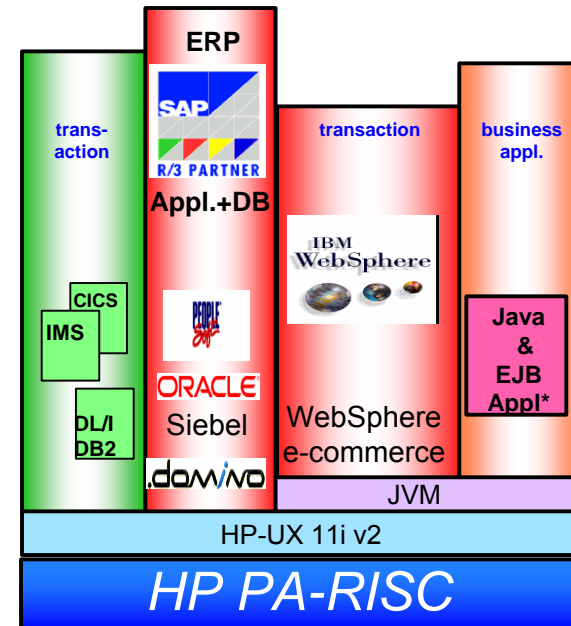 trans-
action
CICS
IMS
DL/I
DB2
ERP
SAP
R/3 PARTNER
Appl.+DB
PEOPLE
Soft
ORACLE
Siebel
.domino
transaction
IBM
WebSphere
WebSphere
e-commerce
business
appl.
Java
&
EJB
Appl*
JVM
HP-UX 11i v2
HP PA-RISC